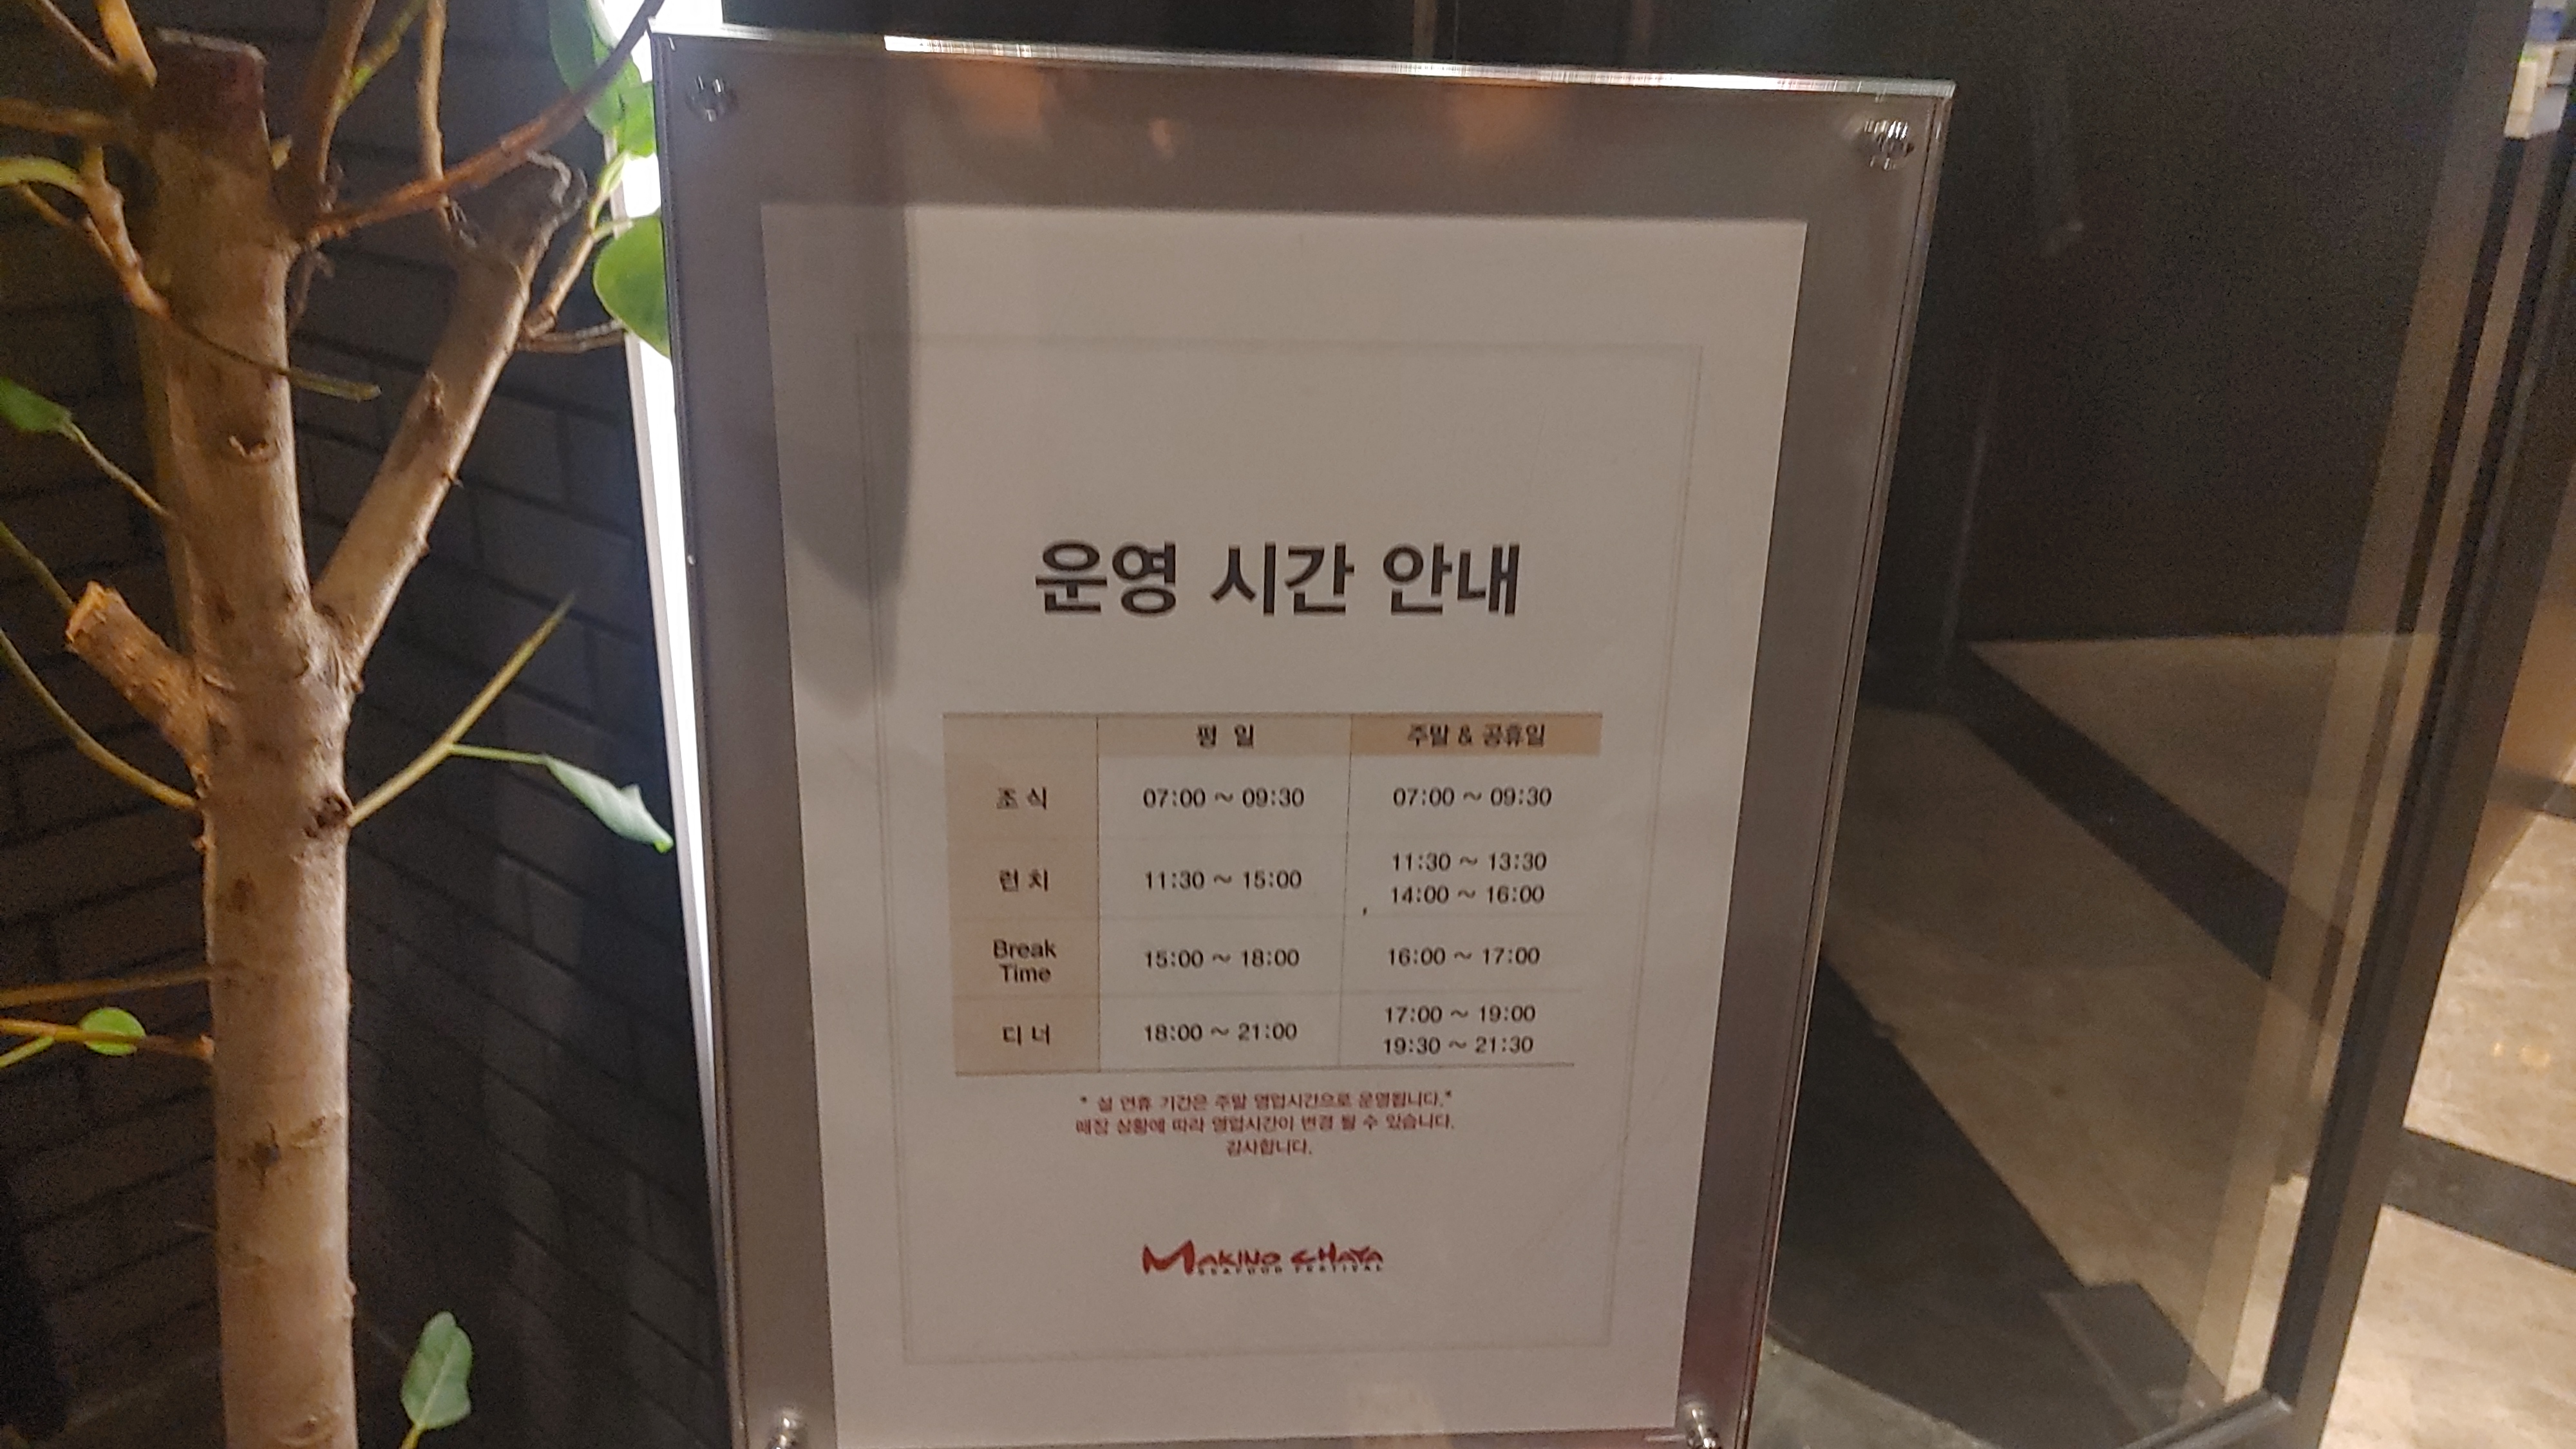 운영 시간 안내
평 일 주말 & 공휴일
조 식 07:00 ~ 09:30 07:00 ~ 09:30
런 치 11:30 ~ 15:00 11:30 ~ 13:30
14:00 ~ 16:00
Break
Time 15:00 ~ 18:00 16:00 ~ 17:00
디 너 18:00 ~ 21:00 17:00 ~ 19:00
19:30 ~ 21:30
* 설 연휴 기간은 주말 영업시간으로 운영됩니다.*
매장 상황에 따라 영업시간이 변경 될 수 있습니다.
감사합니다.
MAKINO CHAYA
SEAFOOD FESTIVAL